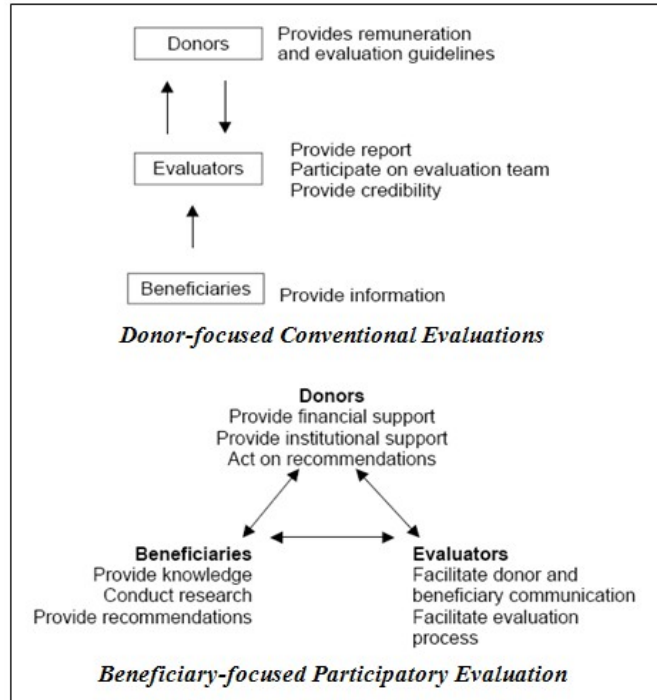 Donors
Provides remuneration
and evaluation guidelines
Evaluators
Provide report
Participate on evaluation team
Provide credibility
Beneficiaries
Provide information
Donor-focused Conventional Evaluations
Donors
Provide financial support
Provide institutional support
Act on recommendations
Beneficiaries
Provide knowledge
Conduct research
Provide recommendations
Evaluators
Facilitate donor and
beneficiary communication
Facilitate evaluation
process
Beneficiary-focused Participatory Evaluation